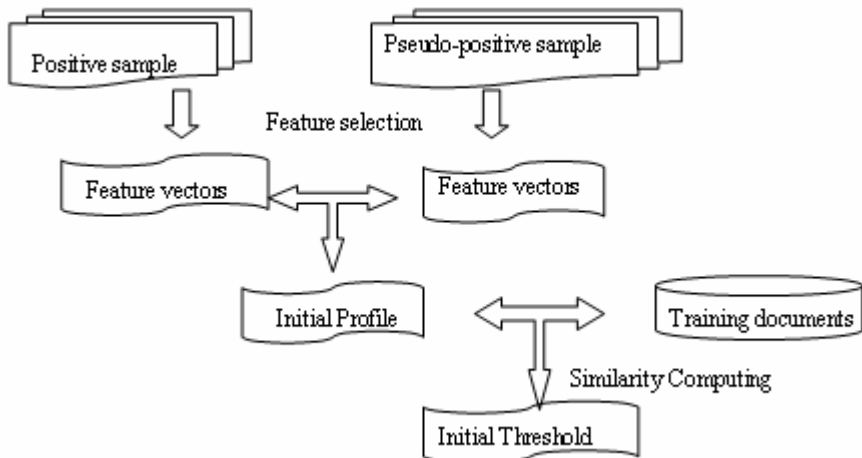 Positive sample
Pseudo-positive sample
Feature selection
Feature vectors
Feature vectors
Initial Profile
Training documents
Similarity Computing
Initial Threshold